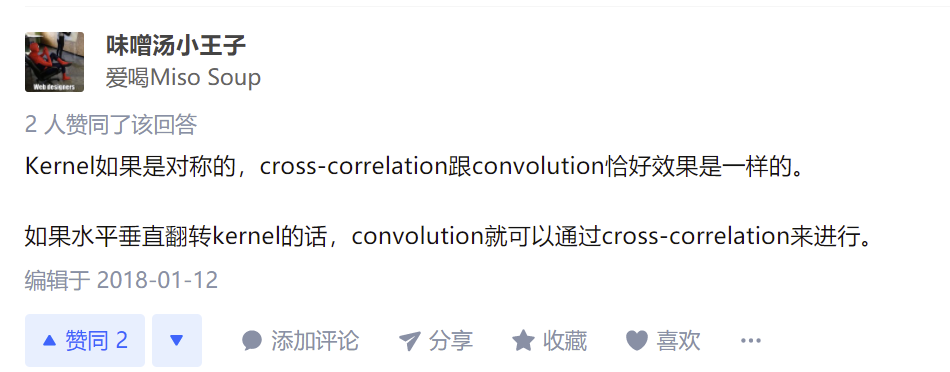 味噌汤小王子
爱喝Miso Soup
Web designers
2 人赞同了该回答
Kernel如果是对称的，cross-correlation跟convolution恰好效果是一样的。
如果水平垂直翻转kernel的话，convolution就可以通过cross-correlation来进行。
编辑于 2018-01-12
赞同 2 添加评论 分享 收藏 喜欢